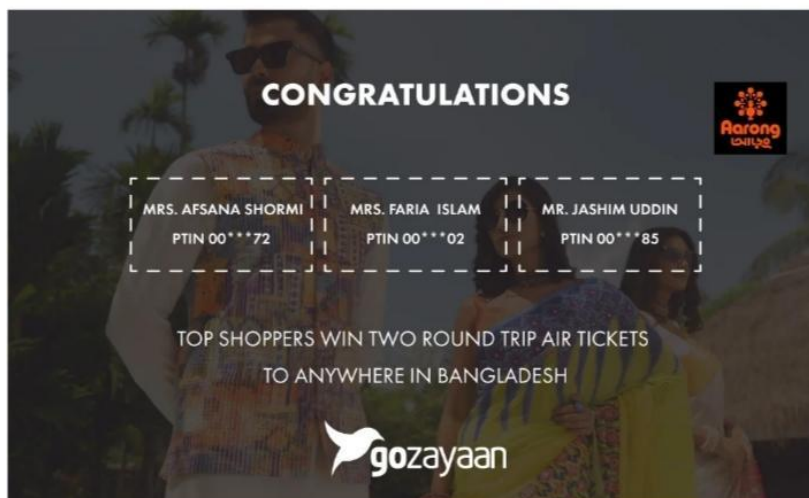 CONGRATULATIONS
Aarong
আড়ং
MRS. AFSANA SHORMI
PTIN 00***72
MRS. FARIA ISLAM
PTIN 00***02
MR. JASHIM UDDIN
PTIN 00***85
TOP SHOPPERS WIN TWO ROUND TRIP AIR TICKETS
TO ANYWHERE IN BANGLADESH
gozayaan